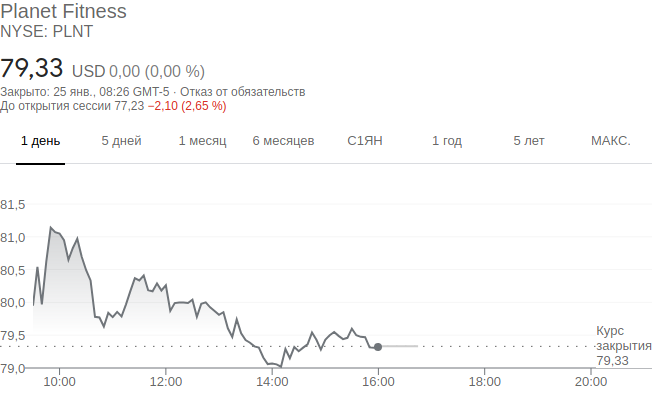 Planet Fitness
NYSE: PLNT
79,33 USD 0,00 (0,00 %)
Закрыто: 25 янв., 08:26 GMT-5 · Отказ от обязательств
До открытия сессии 77,23 −2,10 (2,65 %)
1 день 5 дней 1 месяц 6 месяцев С1ЯН 1 год 5 лет МАКС.
81,5
81,0
80,5
80,0
79,5
79,0
Курс
закрытия
79,33
10:00 12:00 14:00 16:00 18:00 20:00